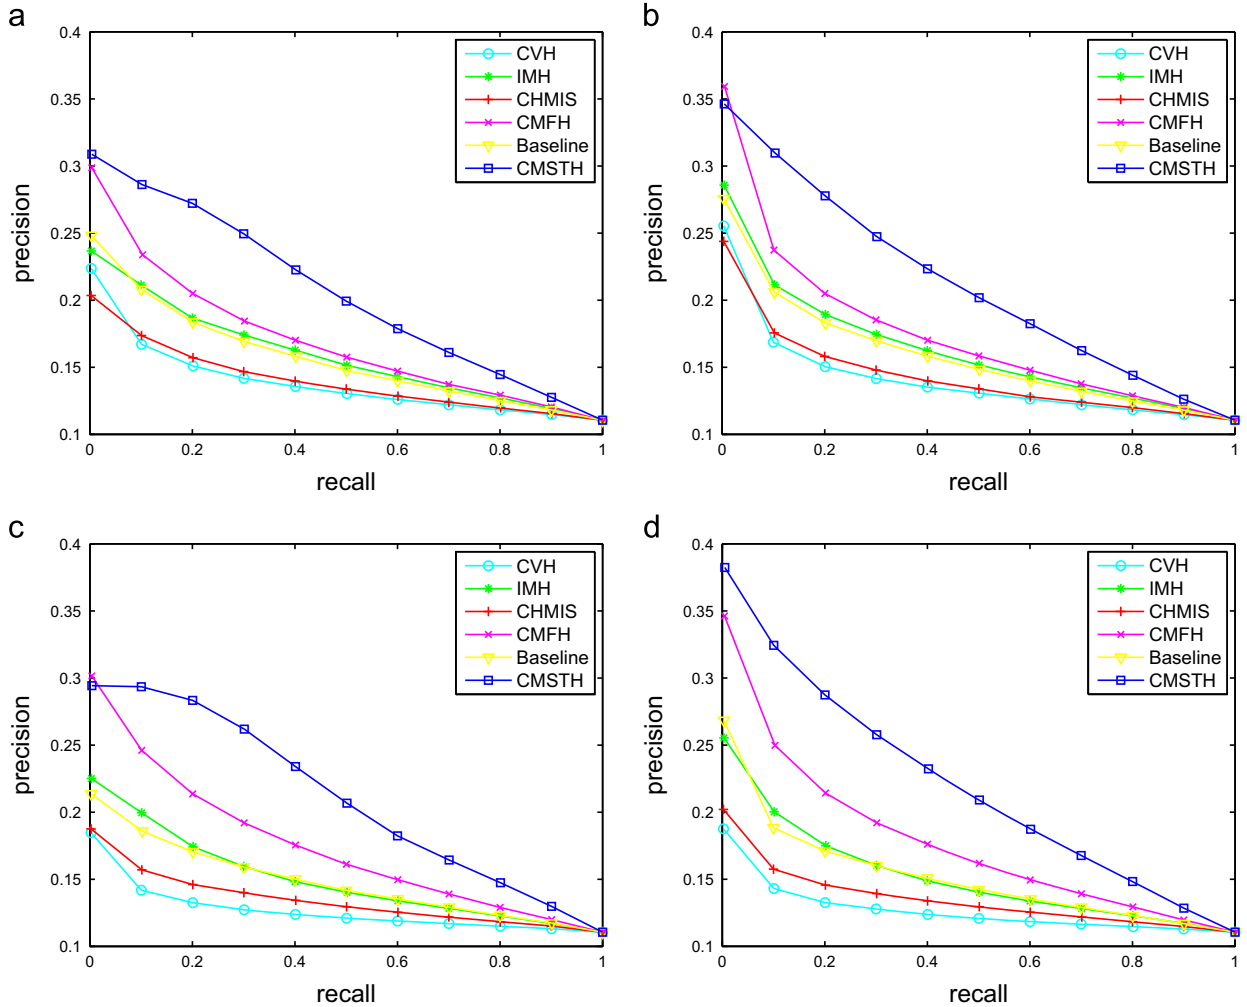 a
0.4
0.35
0.3
0.25
0.2
0.15
0.1
precision
0 0.2 0.4 0.6 0.8 1
recall
CVH
IMH
CHMIS
CMFH
Baseline
CMSTH
b
0.4
0.35
0.3
0.25
0.2
0.15
0.1
precision
0 0.2 0.4 0.6 0.8 1
recall
CVH
IMH
CHMIS
CMFH
Baseline
CMSTH
c
0.4
0.35
0.3
0.25
0.2
0.15
0.1
precision
0 0.2 0.4 0.6 0.8 1
recall
CVH
IMH
CHMIS
CMFH
Baseline
CMSTH
d
0.4
0.35
0.3
0.25
0.2
0.15
0.1
precision
0 0.2 0.4 0.6 0.8 1
recall
CVH
IMH
CHMIS
CMFH
Baseline
CMSTH